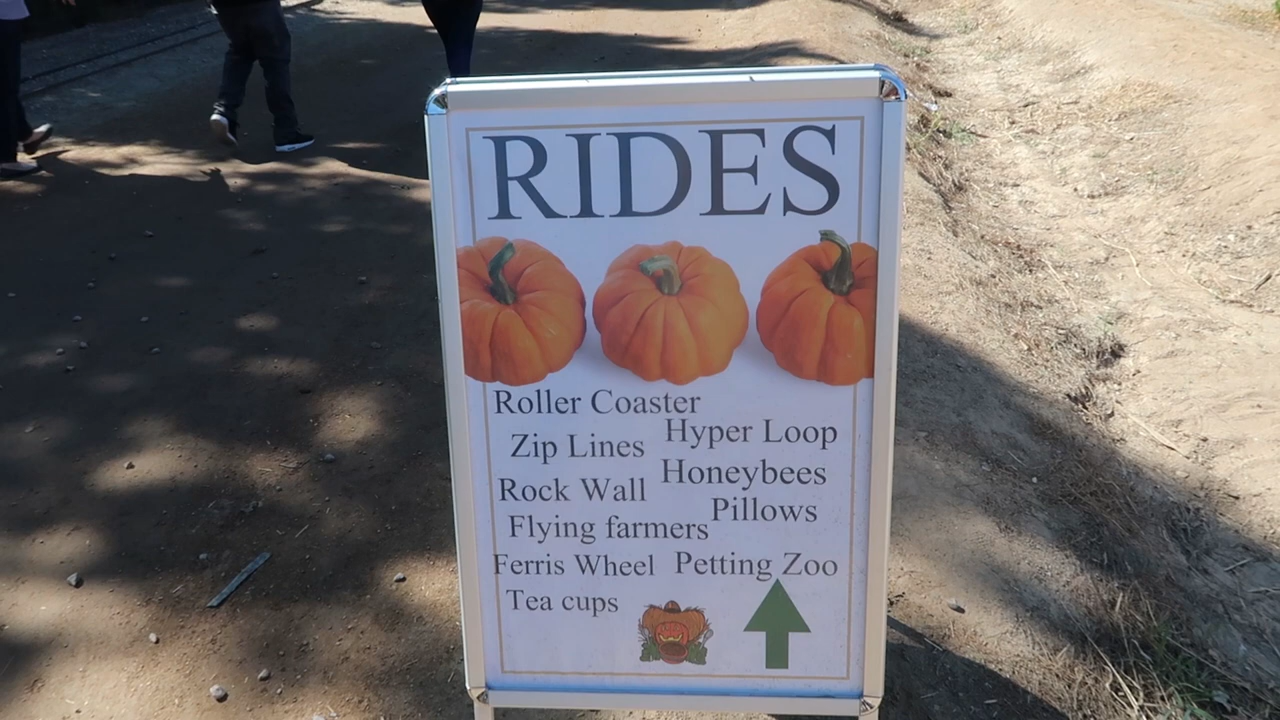 RIDES
Roller Coaster
Hyper Loop
Zip Lines
Honeybees
Rock Wall
Pillows
Flying farmers
Ferris Wheel Petting Zoo
Tea cups